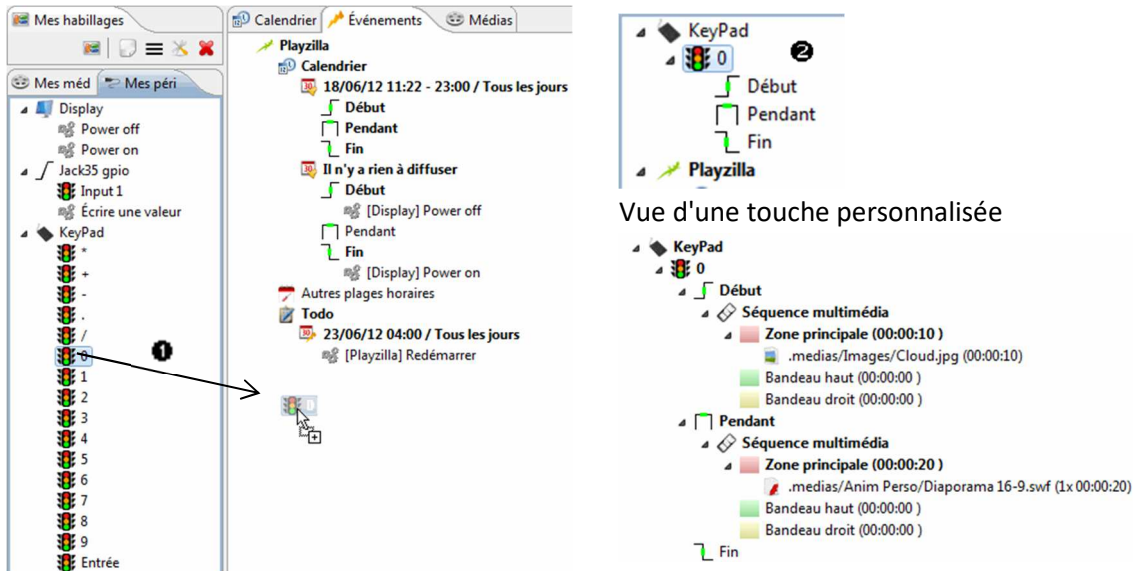 Mes habillages
Mes méd
Mes péri
Display
Power off
Power on
Jack35 gpio
Input 1
Écrire une valeur
KeyPad
*
+
-
.
/
0
1
2
3
4
5
6
7
8
9
Entrée
❶
Calendrier
Événements
Médias
Playzilla
Calendrier
18/06/12 11:22 - 23:00 / Tous les jours
Début
Pendant
Fin
Il n'y a rien à diffuser
Début
[Display] Power off
Pendant
Fin
[Display] Power on
Autres plages horaires
Todo
23/06/12 04:00 / Tous les jours
[Playzilla] Redémarrer
0
KeyPad
0
❷
Début
Pendant
Fin
Playzilla
Vue d'une touche personnalisée
KeyPad
0
Début
Séquence multimédia
Zone principale (00:00:10 )
.medias/Images/Cloud.jpg (00:00:10)
Bandeau haut (00:00:00 )
Bandeau droit (00:00:00 )
Pendant
Séquence multimédia
Zone principale (00:00:20 )
.medias/Anim Perso/Diaporama 16-9.swf (1x 00:00:20)
Bandeau haut (00:00:00 )
Bandeau droit (00:00:00 )
Fin